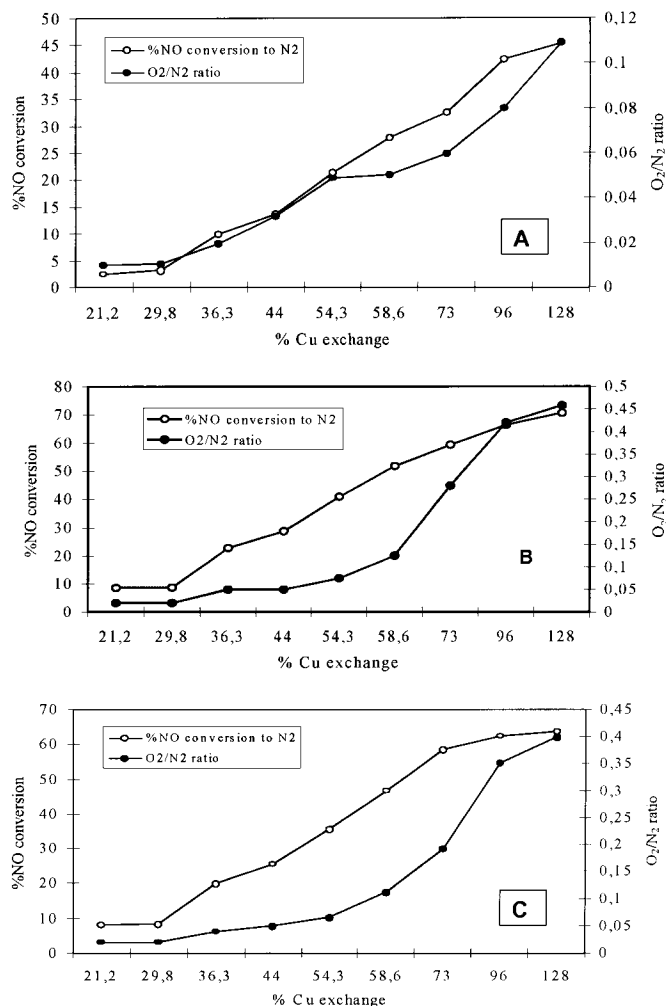 50
45
40
35
30
25
20
15
10
5
0
%NO conversion
%NO conversion to N2
O2/N2 ratio
0,12
0,1
0,08
0,06
0,04
0,02
0
O2/N2 ratio
A
21,2 29,8 36,3 44 54,3 58,6 73 96 128
% Cu exchange
80
70
60
50
40
30
20
10
0
%NO conversion
%NO conversion to N2
O2/N2 ratio
0,5
0,45
0,4
0,35
0,3
0,25
0,2
0,15
0,1
0,05
0
O2/N2 ratio
B
21,2 29,8 36,3 44 54,3 58,6 73 96 128
% Cu exchange
70
60
50
40
30
20
10
0
%NO conversion
%NO conversion to N2
O2/N2 ratio
0,45
0,4
0,35
0,3
0,25
0,2
0,15
0,1
0,05
0
O2/N2 ratio
C
21,2 29,8 36,3 44 54,3 58,6 73 96 128
% Cu exchange